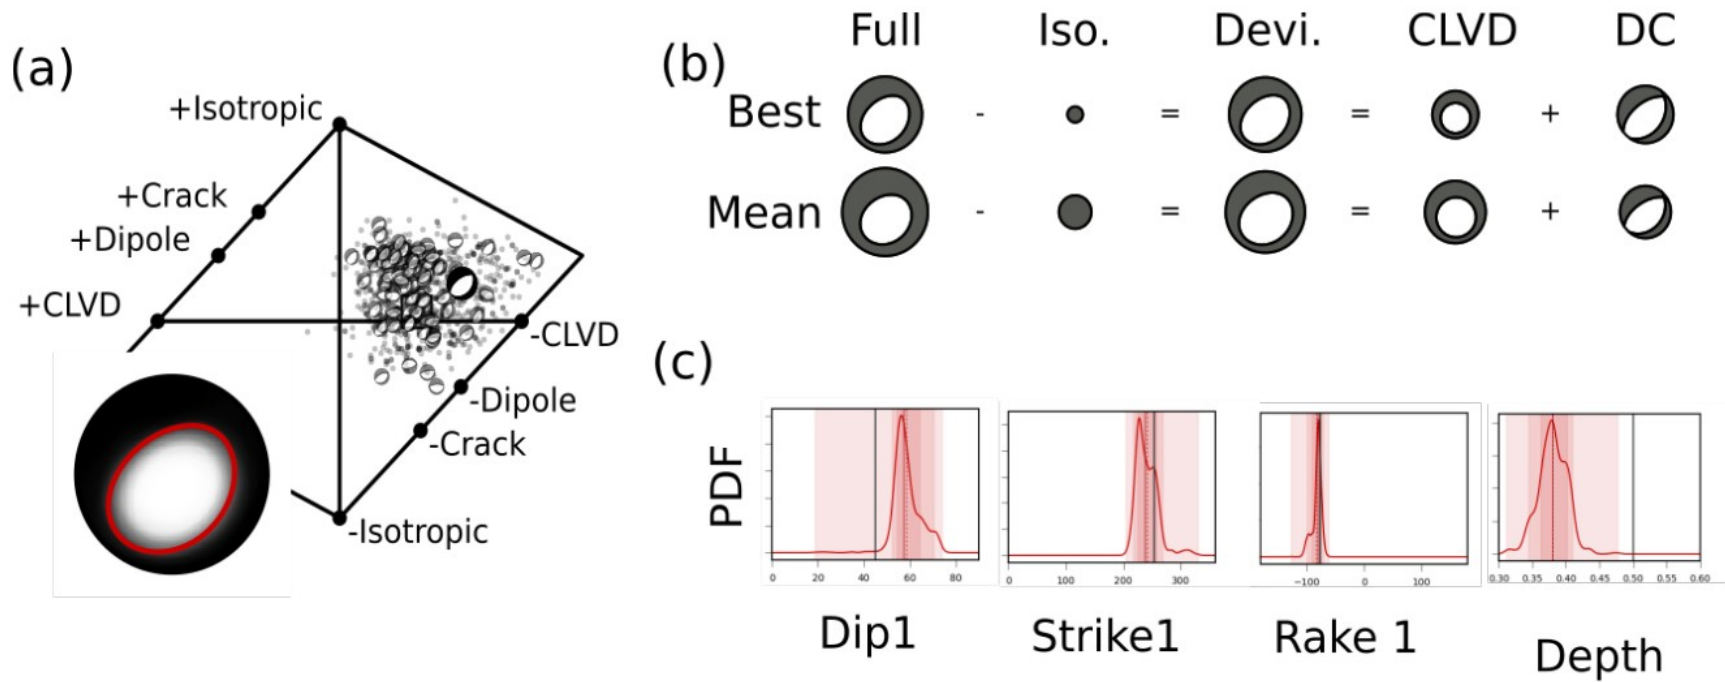 (a)
+Isotropic
+Crack
+Dipole
+CLVD
-CLVD
-Dipole
-Crack
-Isotropic
(b)
Full Iso. Devi. CLVD DC
Best - = = +
Mean - = = +
(c)
PDF
0 20 40 60 80
Dip1
0 100 200 300
Strike1
−100 0 100
Rake 1
0.30 0.35 0.40 0.45 0.50 0.55 0.60
Depth